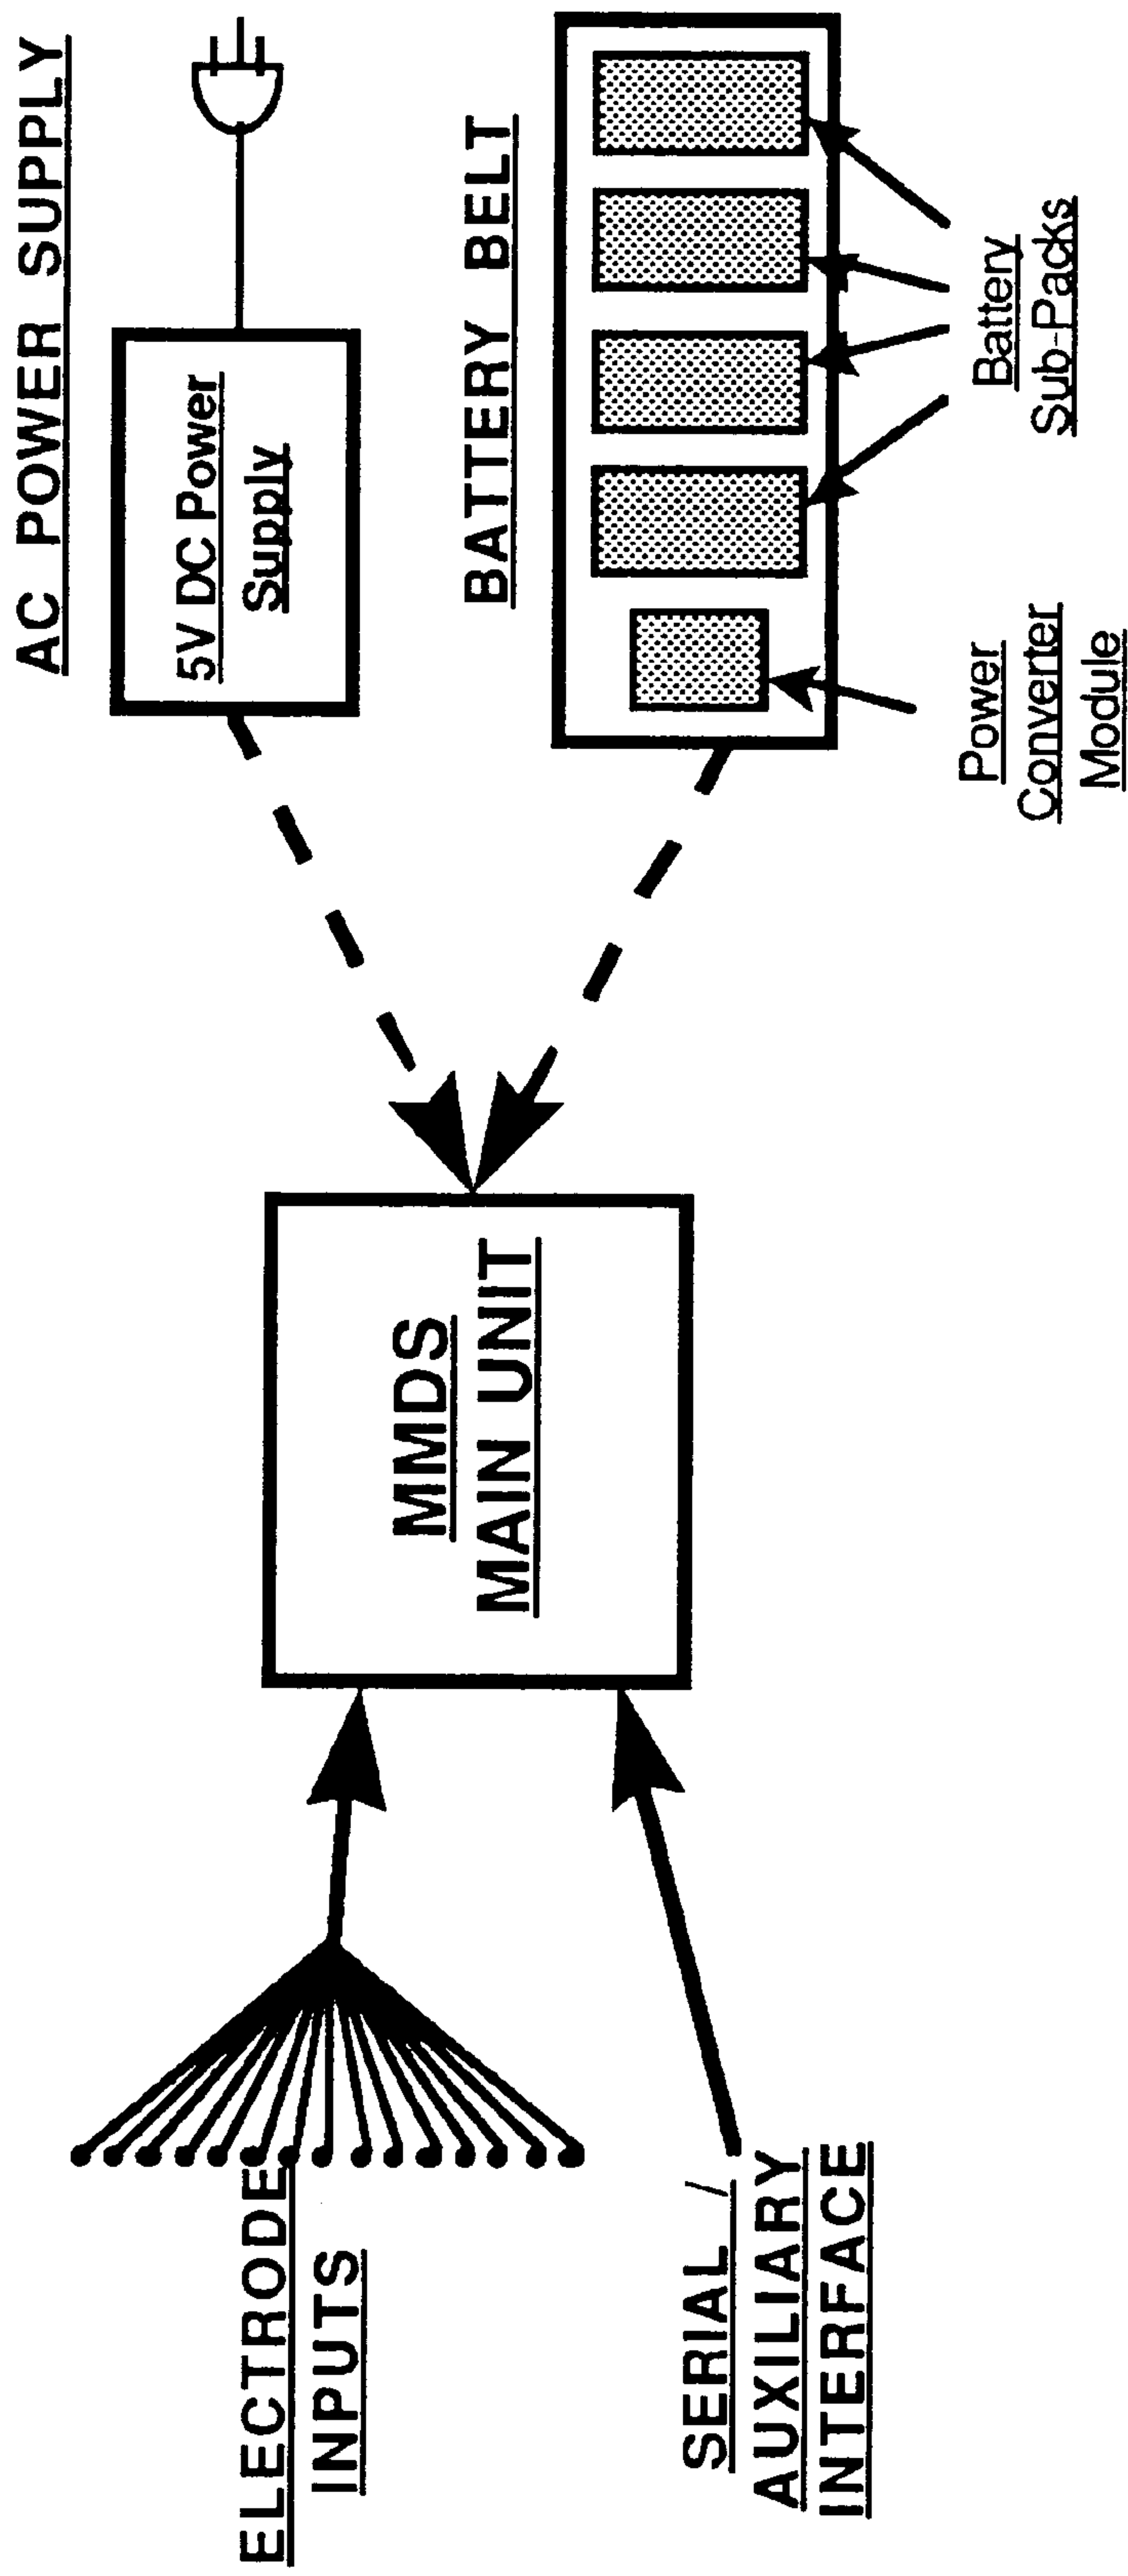 ELECTRODE
INPUTS
SERIAL /
AUXILIARY
INTERFACE
MMDS
MAIN UNIT
AC POWER SUPPLY
5V DC Power
Supply
BATTERY BELT
Power
Converter
Module
Battery
Sub-Packs